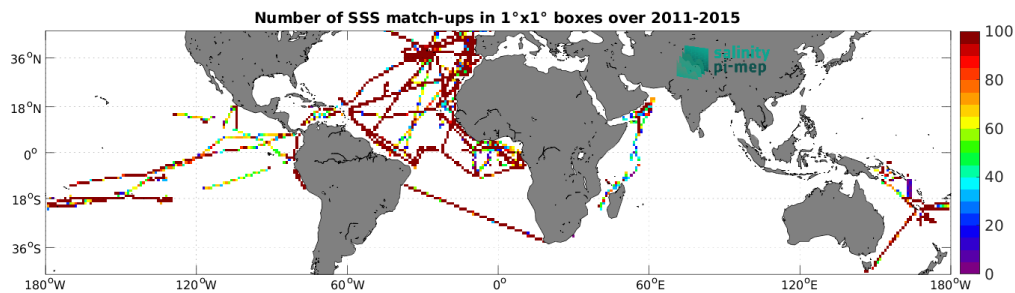 Number of SSS match-ups in 1°x1° boxes over 2011-2015
salinity
pi-mep
36°N
18°N
0°
18°S
36°S
180°W
120°W
60°W
0°
60°E
120°E
180°E
100
80
60
40
20
0